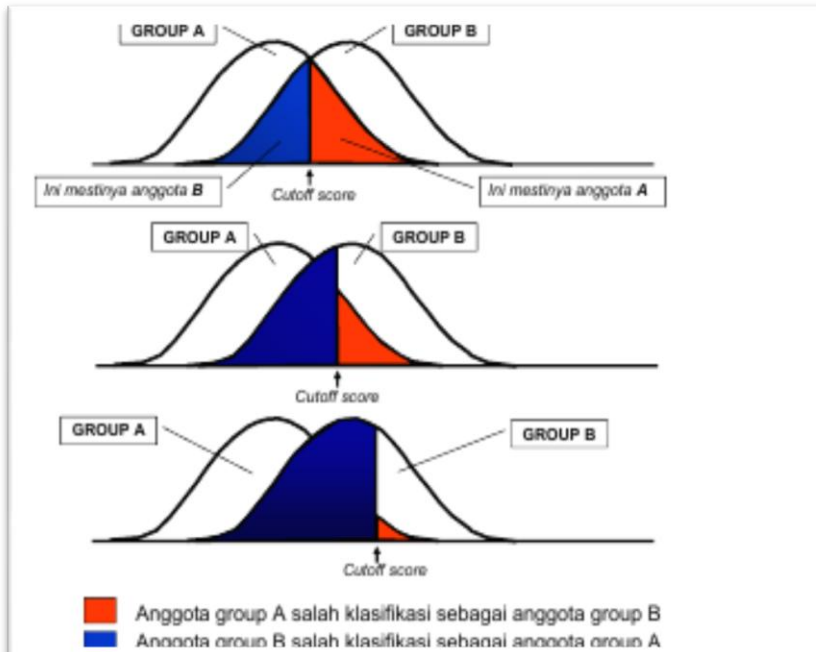 GROUP A
GROUP B
Ini mestinya anggota B
Cutoff score
Ini mestinya anggota A
GROUP A
GROUP B
Cutoff score
GROUP A
GROUP B
Cutoff score
Anggota group A salah klasifikasi sebagai anggota group B
Anggota group B salah klasifikasi sebagai anggota group A